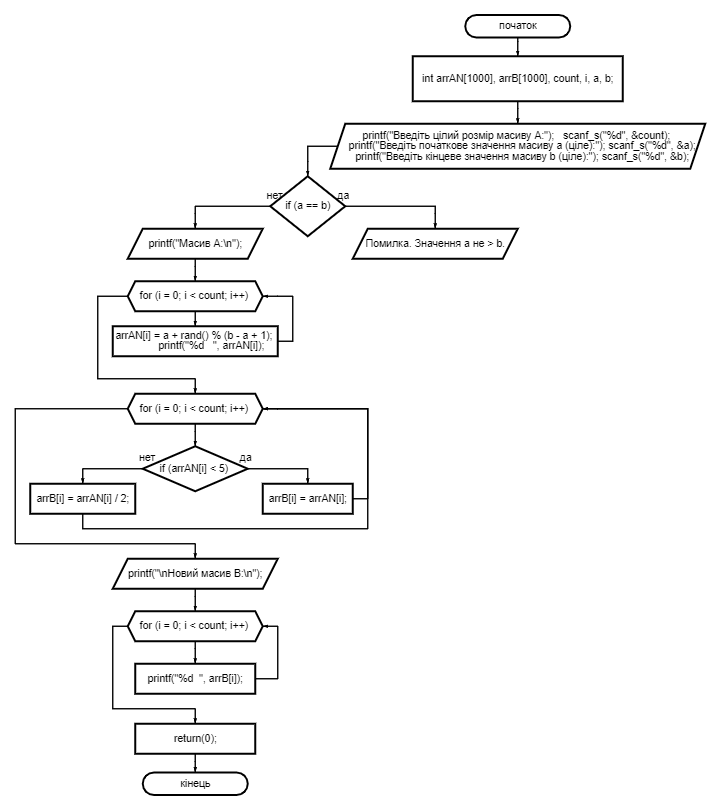 початок
int arrAN[1000], arrB[1000], count, i, a, b;
printf("Введіть цілий розмір масиву A:");   scanf_s("%d", &count);
printf("Введіть початкове значення масиву a (ціле):"); scanf_s("%d", &a);
printf("Введіть кінцеве значення масиву b (ціле):"); scanf_s("%d", &b);
нет
да
if (a == b)
printf("Масив A:\n");
Помилка. Значення a не > b.
for (i = 0; i < count; i++)
arrAN[i] = a + rand() % (b - a + 1);
printf("%d   ", arrAN[i]);
for (i = 0; i < count; i++)
нет
да
if (arrAN[i] < 5)
arrB[i] = arrAN[i] / 2;
arrB[i] = arrAN[i];
printf("\nНовий масив B:\n");
for (i = 0; i < count; i++)
printf("%d  ", arrB[i]);
return(0);
кінець